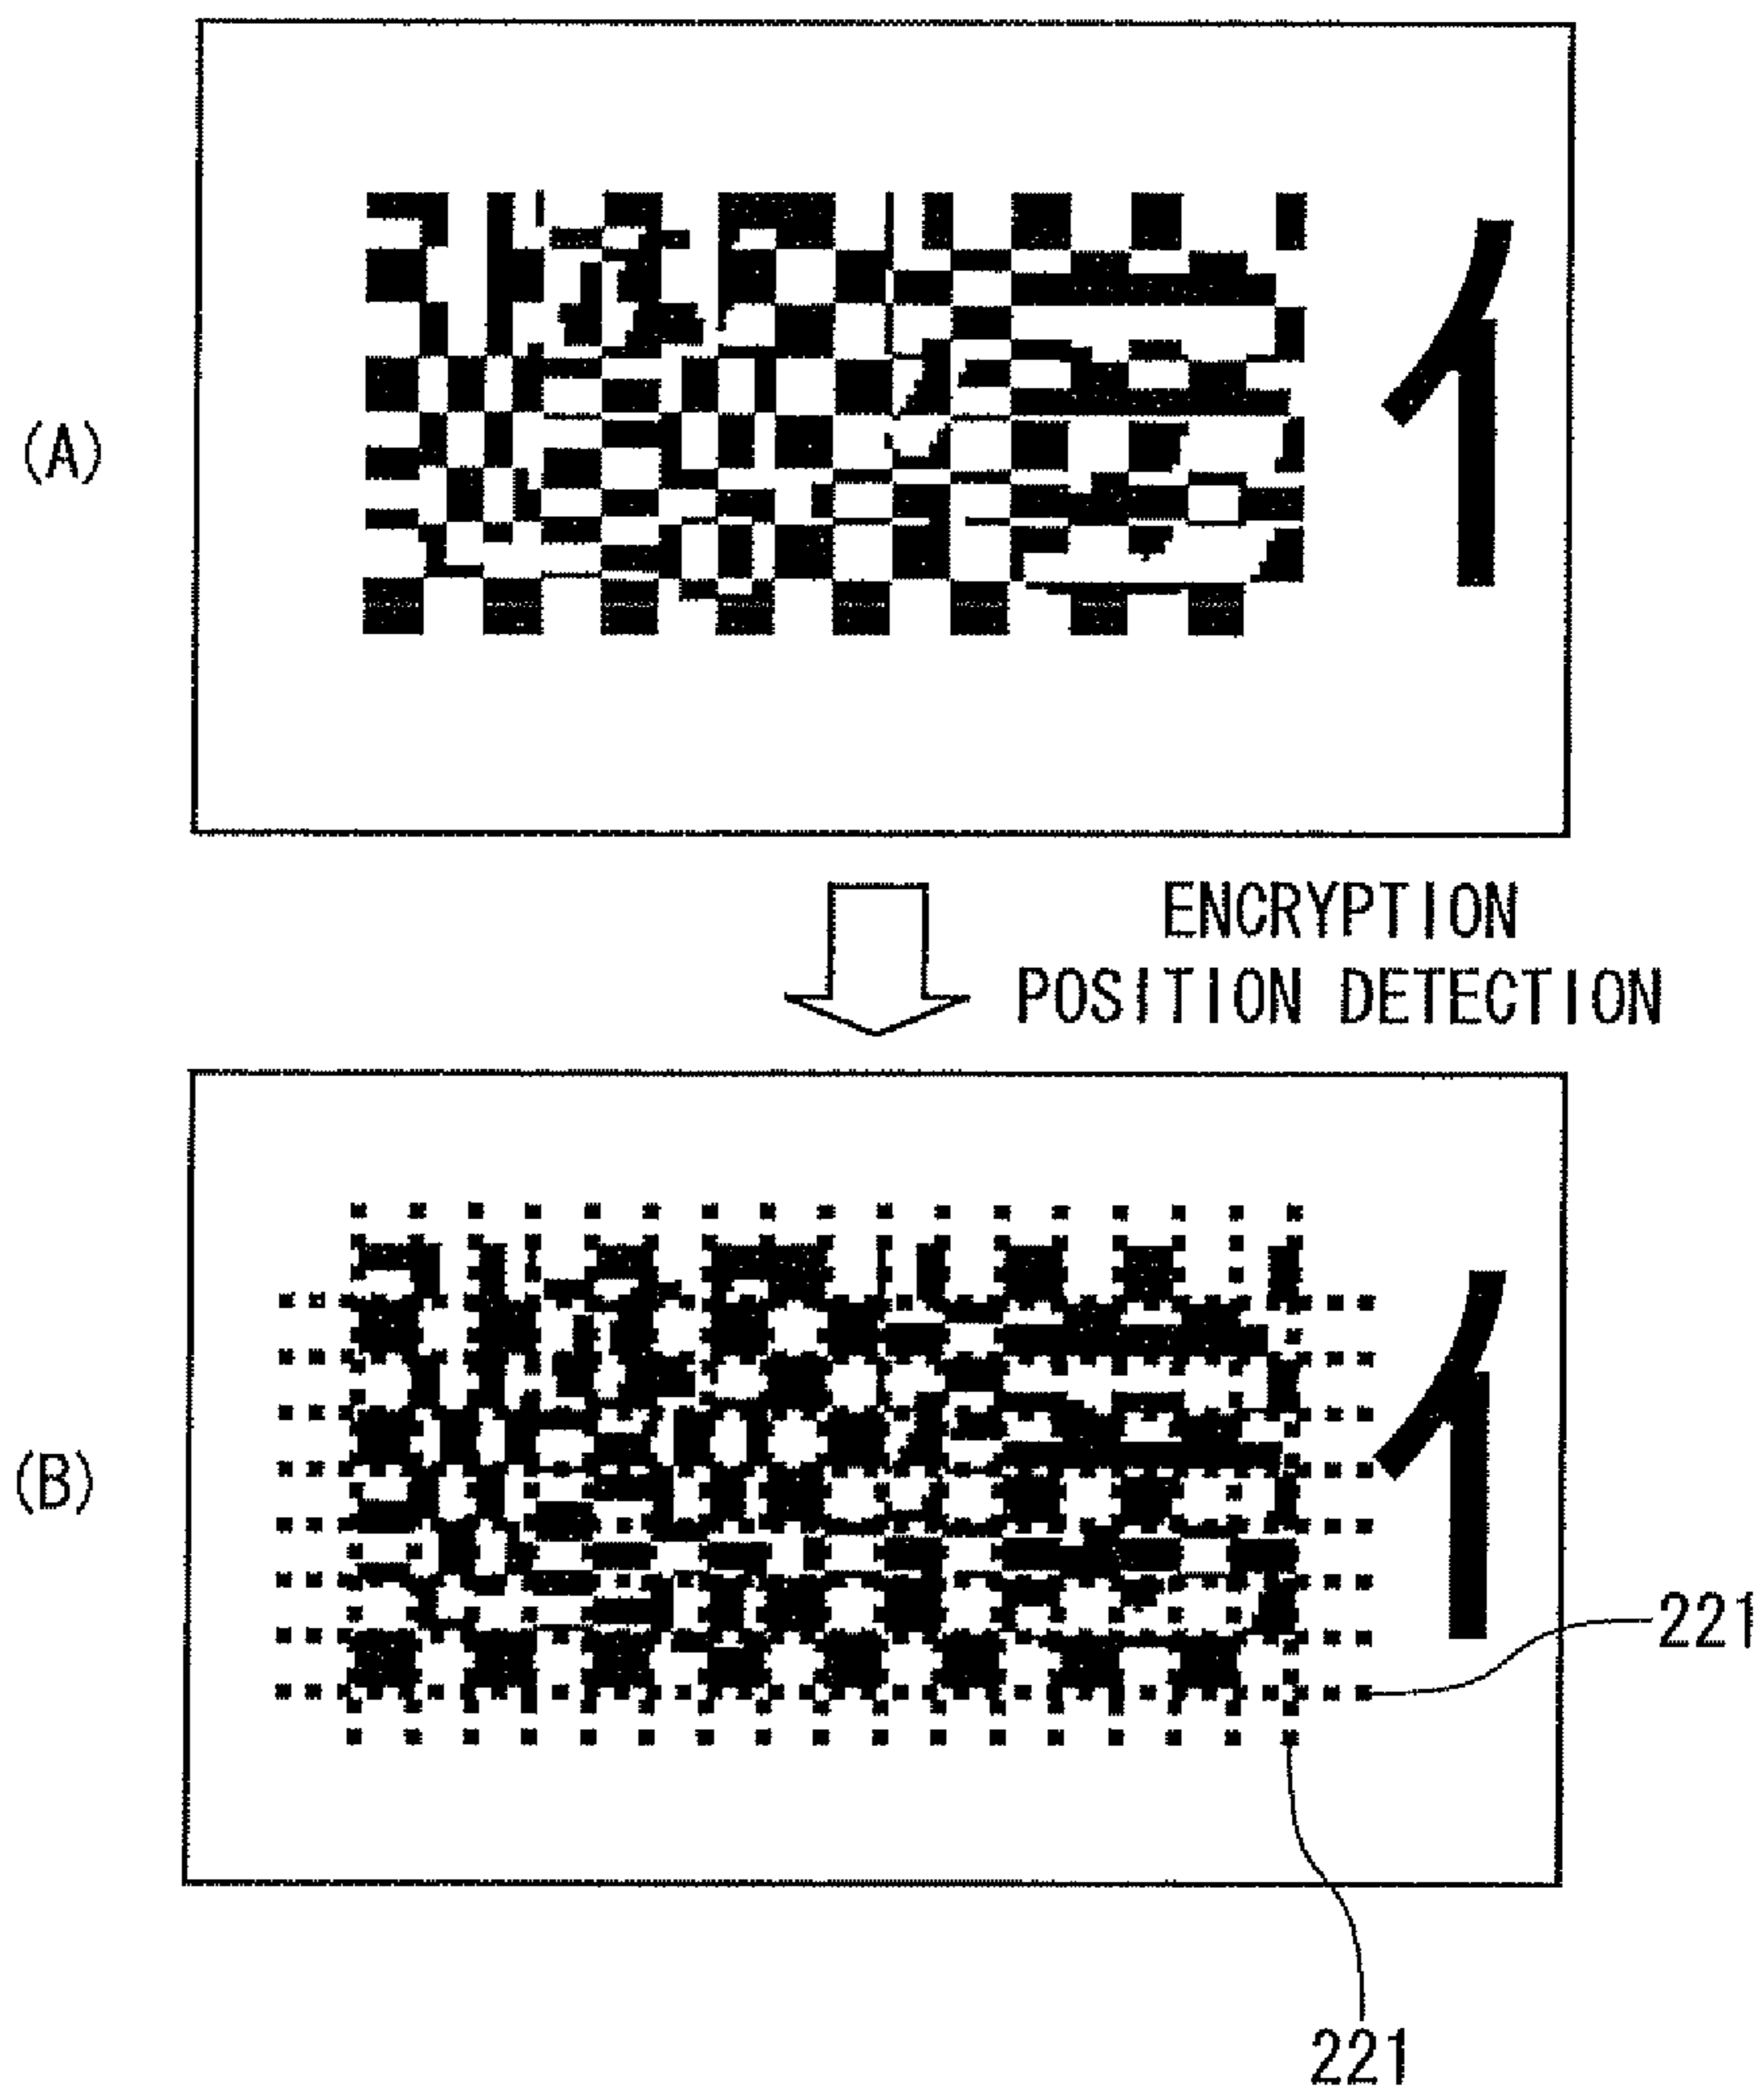 (A)
1
ENCRYPTION
POSITION DETECTION
(B)
1
221
221